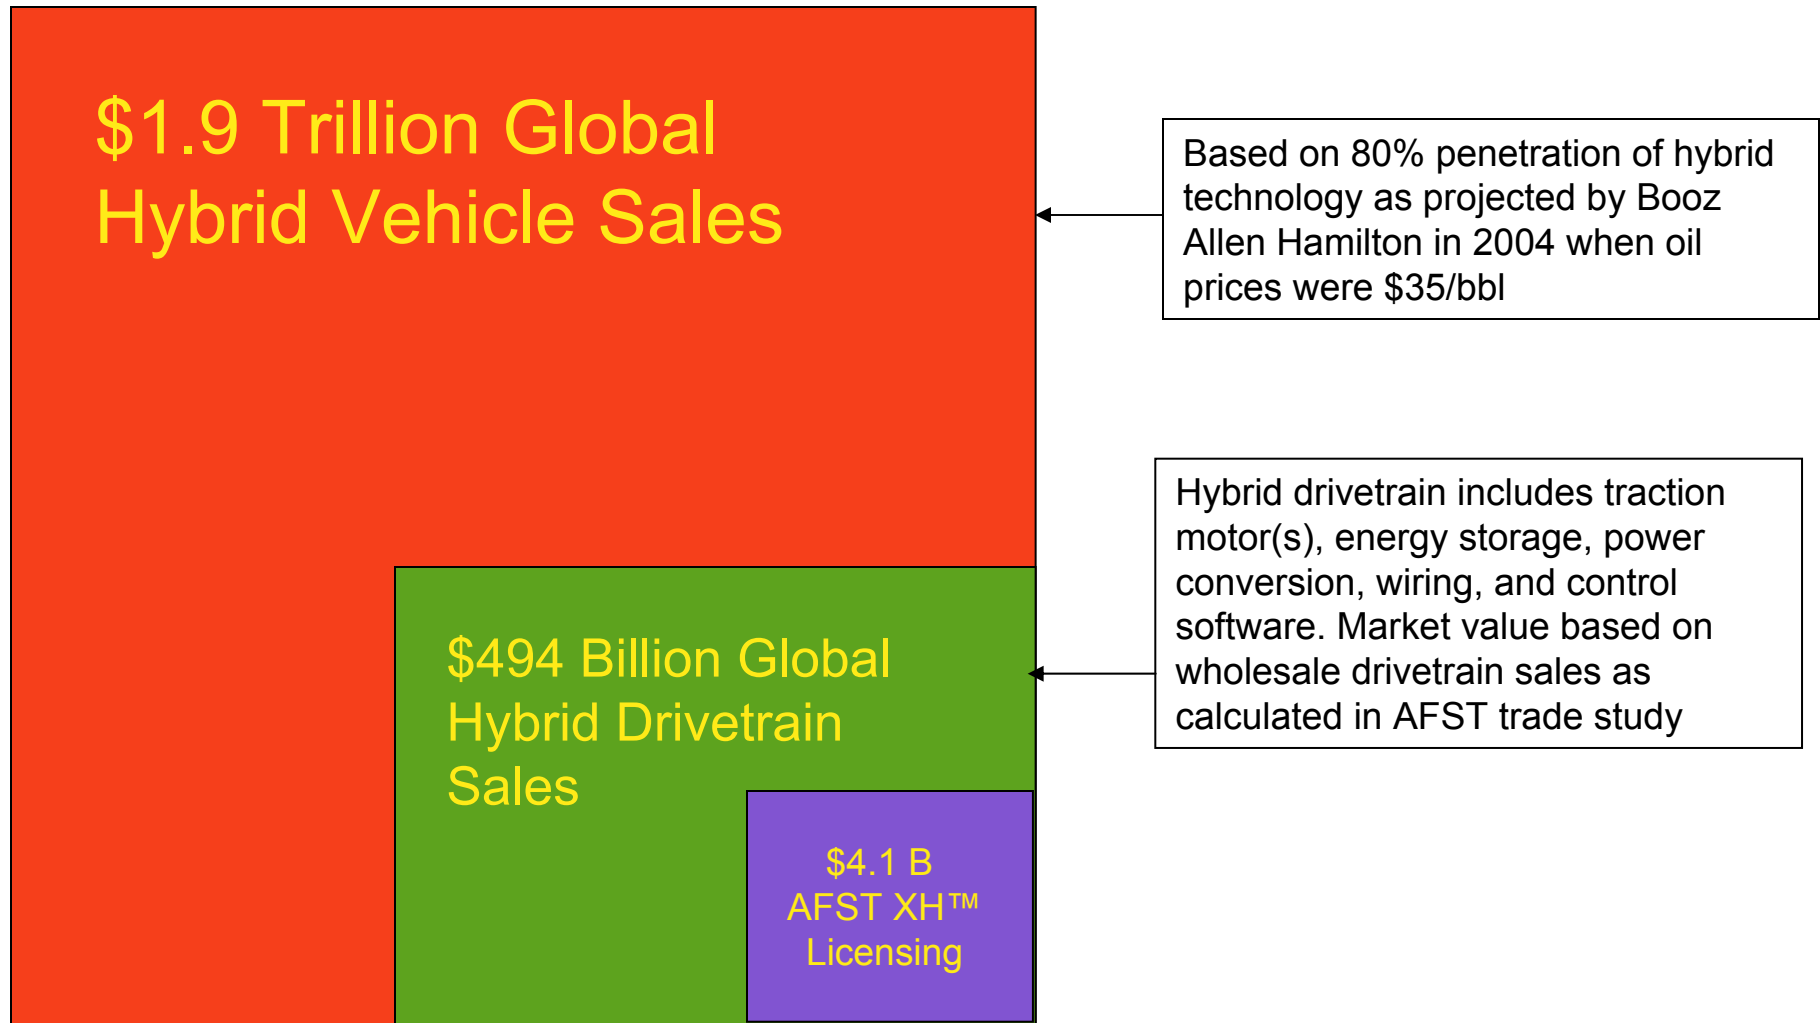 $1.9 Trillion Global
Hybrid Vehicle Sales
Based on 80% penetration of hybrid
technology as projected by Booz
Allen Hamilton in 2004 when oil
prices were $35/bbl
Hybrid drivetrain includes traction
motor(s), energy storage, power
conversion, wiring, and control
software. Market value based on
wholesale drivetrain sales as
calculated in AFST trade study
$494 Billion Global
Hybrid Drivetrain
Sales
$4.1 B
AFST XH™
Licensing